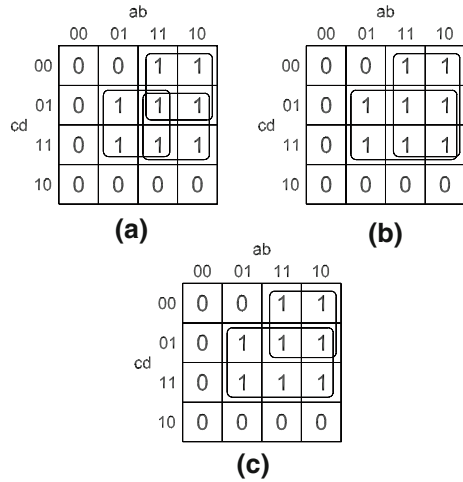 ab ab
00 01 11 10 00 01 11 10
00 0 0 1 1 00 0 0 1 1
01 0 1 1 1 01 0 1 1 1
cd cd
11 0 1 1 1 11 0 1 1 1
10 0 0 0 0 10 0 0 0 0
(a) (b)
ab
00 01 11 10
00 0 0 1 1
01 0 1 1 1
cd
11 0 1 1 1
10 0 0 0 0
(c)